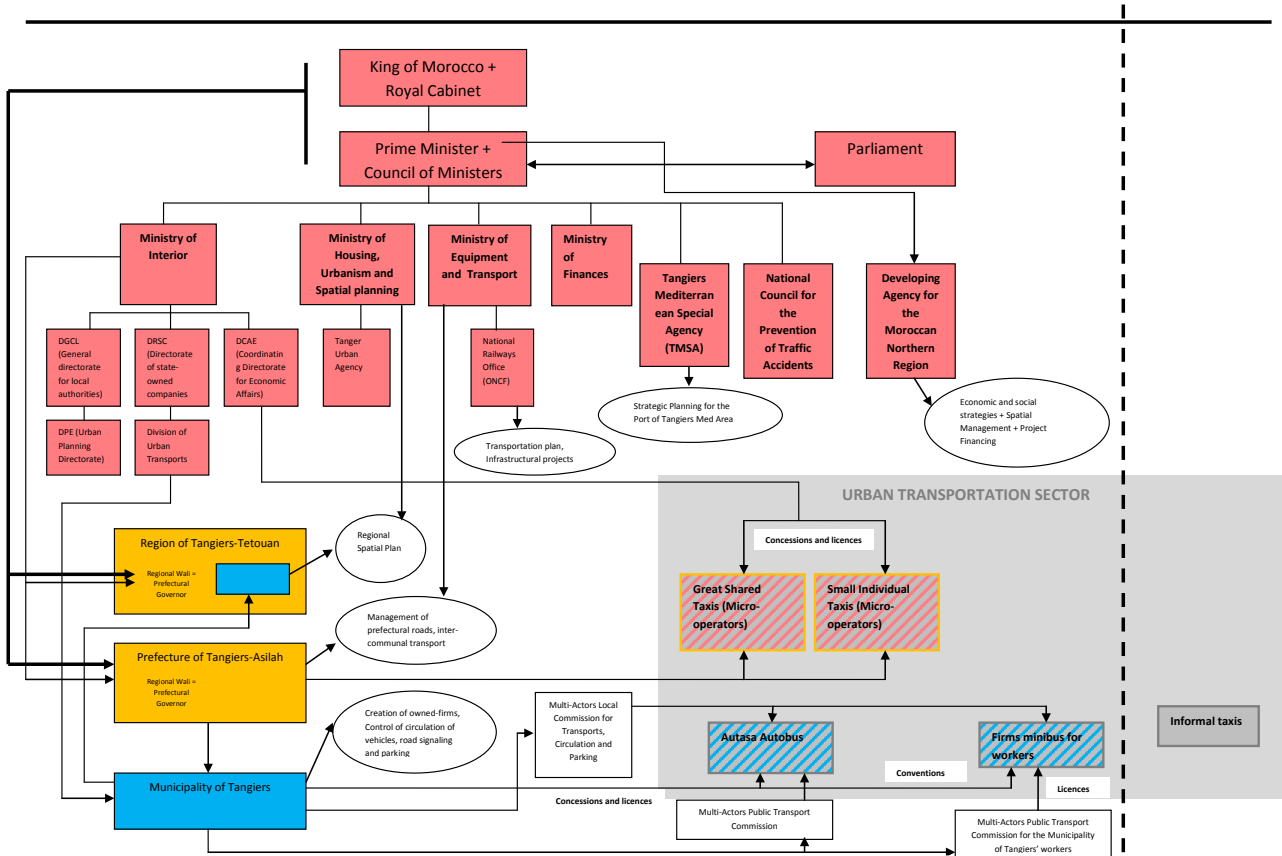 King of Morocco +
Royal Cabinet
Prime Minister +
Council of Ministers
Parliament
Ministry of
Interior
Ministry of
Housing,
Urbanism and
Spatial planning
Ministry of
Equipment
and Transport
Ministry
of
Finances
Tangiers
Mediterran
ean Special
Agency
(TMSA)
National
Council for
the
Prevention
of Traffic
Accidents
Developing
Agency for
the
Moroccan
Northern
Region
DGCL
(General
directorate
for local
authorities)
DRSC
(Directorate
of state-
owned
companies
DCAE
(Coordinatin
g Directorate
for Economic
Affairs)
Tanger
Urban
Agency
National
Railways
Office
(ONCF)
DPE (Urban
Planning
Directorate)
Division of
Urban
Transports
Transportation plan,
Infrastructural projects
Strategic Planning for the
Port of Tangiers Med Area
Economic and social
strategies + Spatial
Management + Project
Financing
URBAN TRANSPORTATION SECTOR
Region of Tangiers-Tetouan
Regional Wali =
Prefectural
Governor
Regional
Spatial Plan
Concessions and licences
Great Shared
Taxis (Micro-
operators)
Small Individual
Taxis (Micro-
operators)
Management of
prefectural roads, inter-
communal transport
Prefecture of Tangiers-Asilah
Regional Wali =
Prefectural
Governor
Creation of owned-firms,
Control of circulation of
vehicles, road signaling
and parking
Multi-Actors Local
Commission for
Transports,
Circulation and
Parking
Autasa Autobus
Firms minibus for
workers
Informal taxis
Municipality of Tangiers
Conventions
Concessions and licences
Licences
Multi-Actors Public Transport
Commission
Multi-Actors Public Transport
Commission for the Municipality
of Tangiers' workers